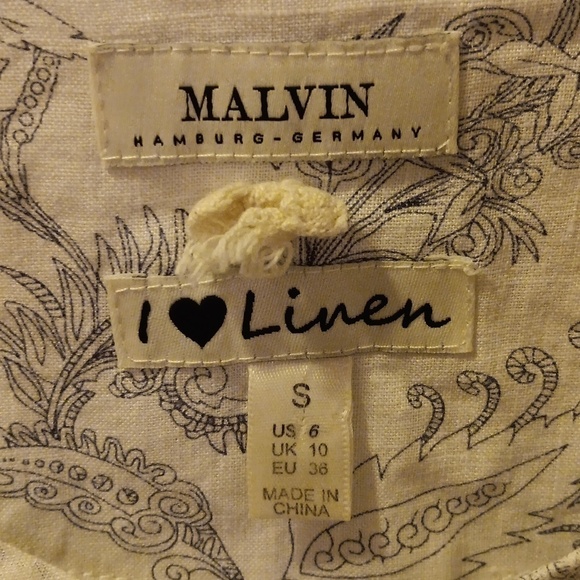 MALVIN
HAMBURG-GERMANY
I ♥ Linen
S
US 6
UK 10
EU 36
MADE IN
CHINA